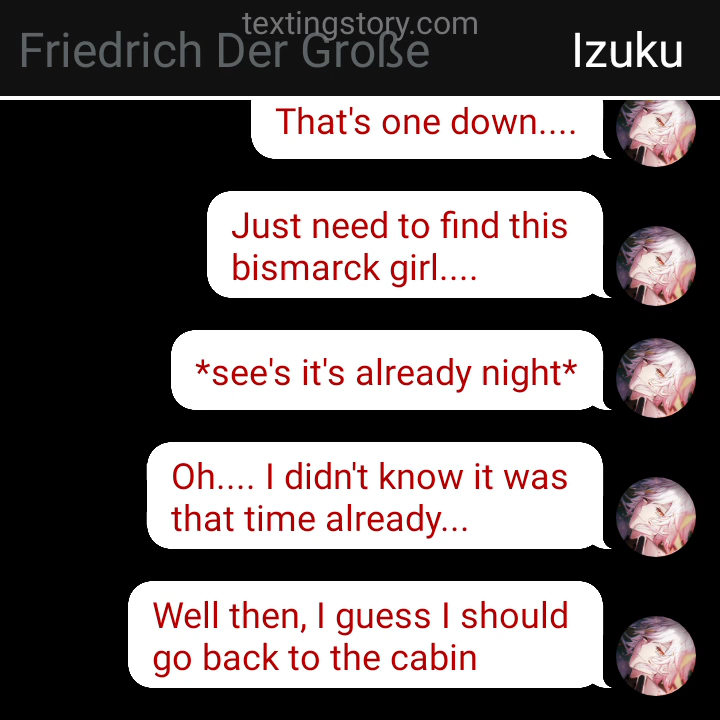 textingstory.com
Friedrich Der Große
Izuku
That's one down....
Just need to find this
bismarck girl....
*see's it's already night*
Oh.... I didn't know it was
that time already...
Well then, I guess I should
go back to the cabin